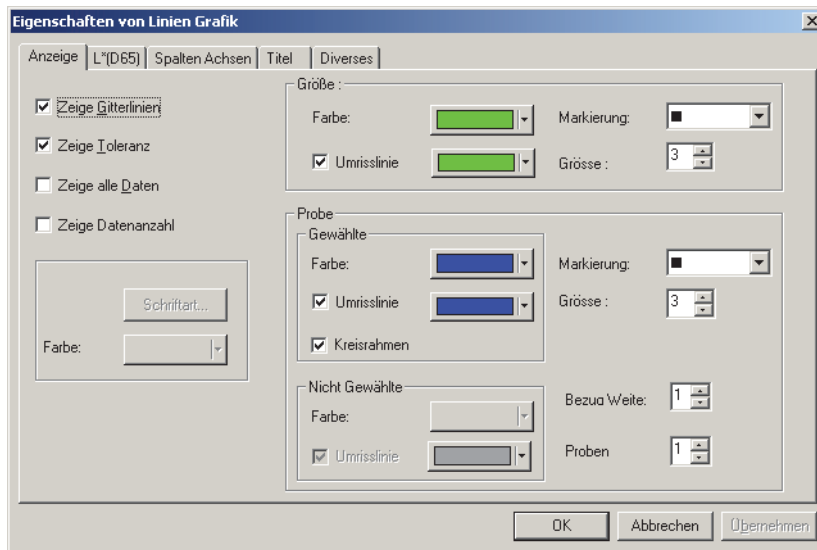 Eigenschaften von Linien Grafik
Anzeige L*(D65) Spalten Achsen Titel Diverses
Zeige Gitterlinien
Zeige Toleranz
Zeige alle Daten
Zeige Datenanzahl
Schriftart...
Farbe:
Größe :
Farbe:
Markierung:
Umrisslinie
Grösse :
3
Probe
Gewählte
Farbe:
Markierung:
Umrisslinie
Grösse :
3
Kreisrahmen
Nicht Gewählte
Farbe:
Umrisslinie
Bezug Weite:
1
Proben
1
OK Abbrechen Übernehmen